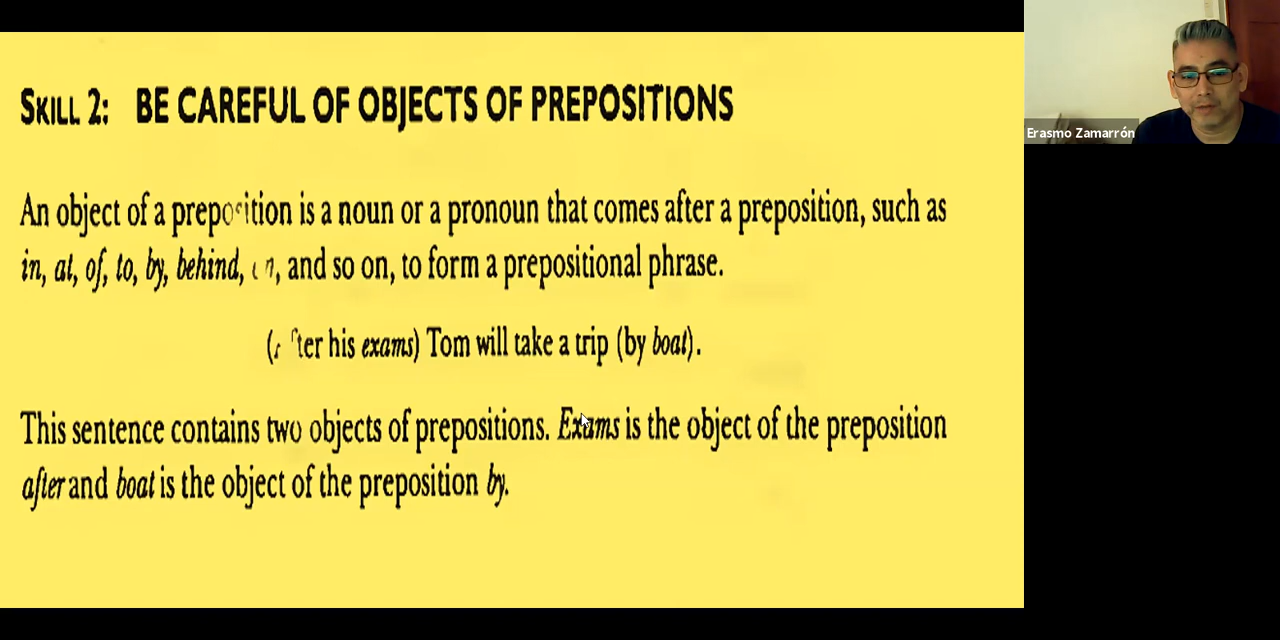 SKILL 2: BE CAREFUL OF OBJECTS OF PREPOSITIONS
An object of a preposition is a noun or a pronoun that comes after a preposition, such as
in, at, of, to, by, behind, and so on, to form a prepositional phrase.
(After his exams) Tom will take a trip (by boat).
This sentence contains two objects of prepositions. Exams is the object of the preposition
after and boat is the object of the preposition by.
Erasmo Zamarrón